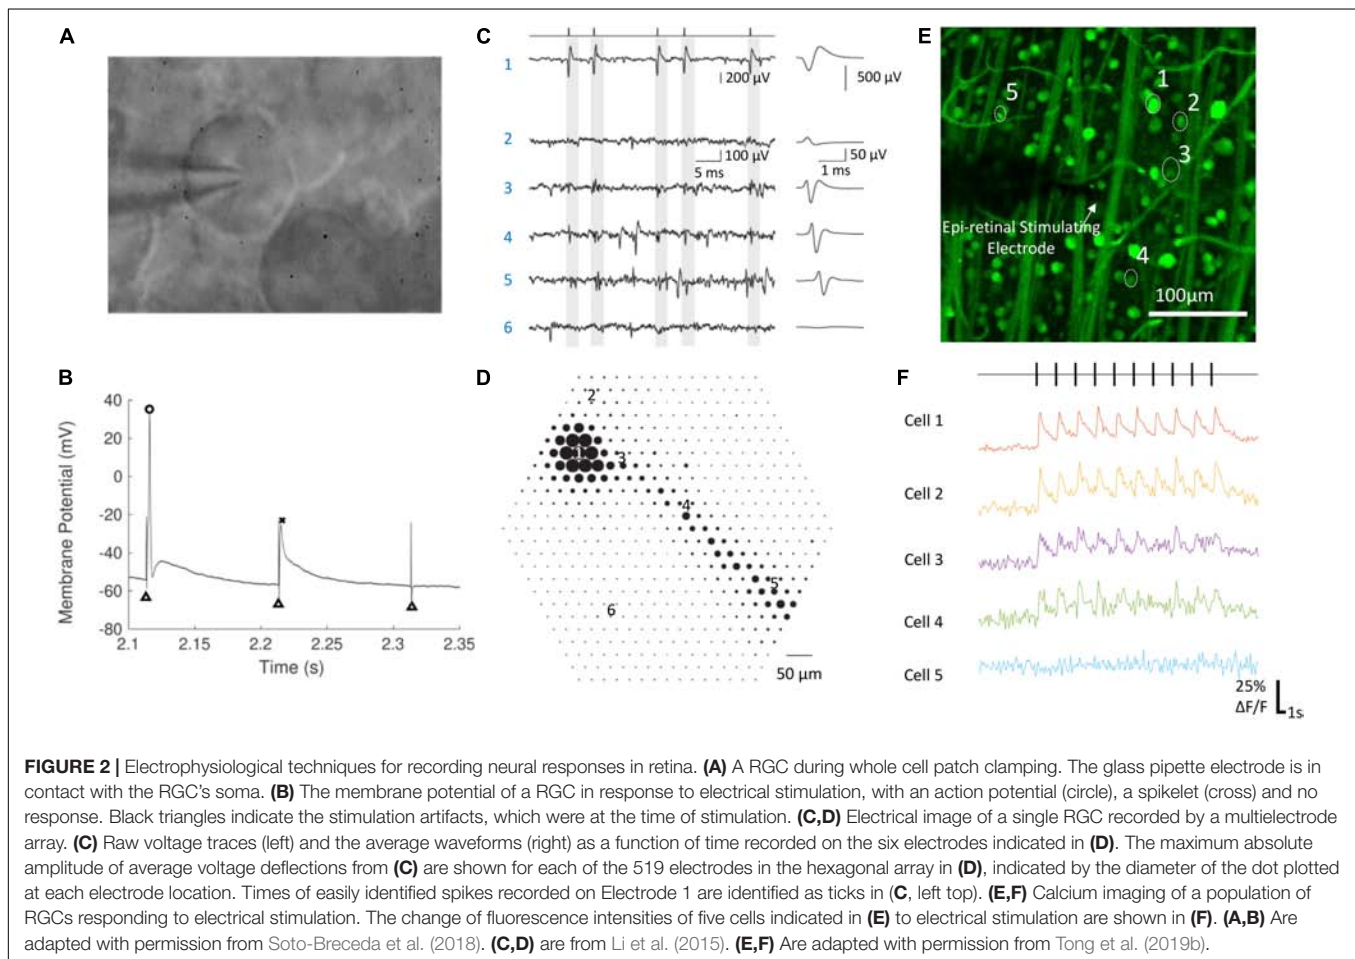 A
C
1
200 µV
500 µV
2
100 µV
50 µV
5 ms
1 ms
3
4
5
6
E
1
5
2
3
Epi-retinal Stimulating
Electrode
4
100µm
B
40
20
0
-20
-40
-60
-80
Membrane Potential (mV)
2.1
2.15
2.2
2.25
2.3
2.35
Time (s)
D
2
1
3
4
5
6
50 µm
F
Cell 1
Cell 2
Cell 3
Cell 4
Cell 5
25%
ΔF/F
1s
FIGURE 2 | Electrophysiological techniques for recording neural responses in retina. (A) A RGC during whole cell patch clamping. The glass pipette electrode is in
contact with the RGC's soma. (B) The membrane potential of a RGC in response to electrical stimulation, with an action potential (circle), a spikelet (cross) and no
response. Black triangles indicate the stimulation artifacts, which were at the time of stimulation. (C,D) Electrical image of a single RGC recorded by a multielectrode
array. (C) Raw voltage traces (left) and the average waveforms (right) as a function of time recorded on the six electrodes indicated in (D). The maximum absolute
amplitude of average voltage deflections from (C) are shown for each of the 519 electrodes in the hexagonal array in (D), indicated by the diameter of the dot plotted
at each electrode location. Times of easily identified spikes recorded on Electrode 1 are identified as ticks in (C, left top). (E,F) Calcium imaging of a population of
RGCs responding to electrical stimulation. The change of fluorescence intensities of five cells indicated in (E) to electrical stimulation are shown in (F). (A,B) Are
adapted with permission from Soto-Breceda et al. (2018). (C,D) are from Li et al. (2015). (E,F) Are adapted with permission from Tong et al. (2019b).